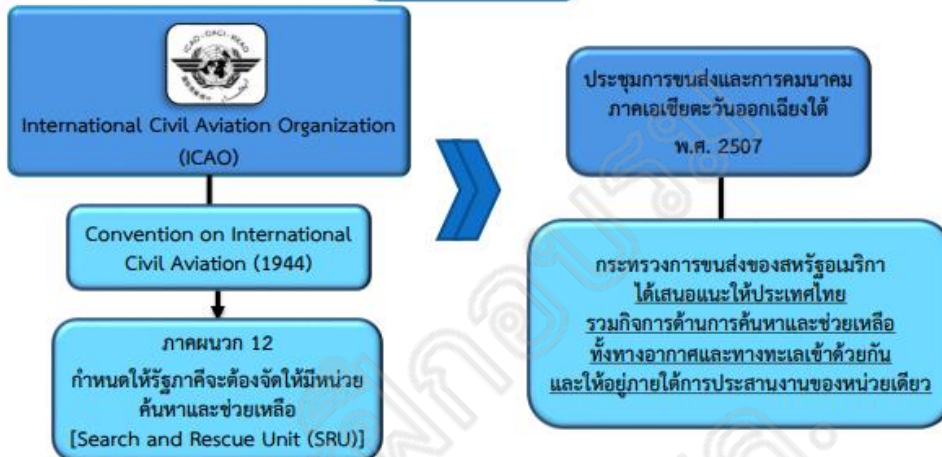 ICAO · OACI · ИКАО
International Civil Aviation Organization
(ICAO)
Convention on International
Civil Aviation (1944)
ภาคผนวก 12
กำหนดให้รัฐภาคีจะต้องจัดให้มีหน่วย
ค้นหาและช่วยเหลือ
[Search and Rescue Unit (SRU)]
ประชุมการขนส่งและการคมนาคม
ภาคเอเชียตะวันออกเฉียงใต้
พ.ศ. 2507
กระทรวงการขนส่งของสหรัฐอเมริกา
ได้เสนอแนะให้ประเทศไทย
รวมกิจการด้านการค้นหาและช่วยเหลือ
ทั้งทางอากาศและทางทะเลเข้าด้วยกัน
และให้อยู่ภายใต้การประสานงานของหน่วยเดียว